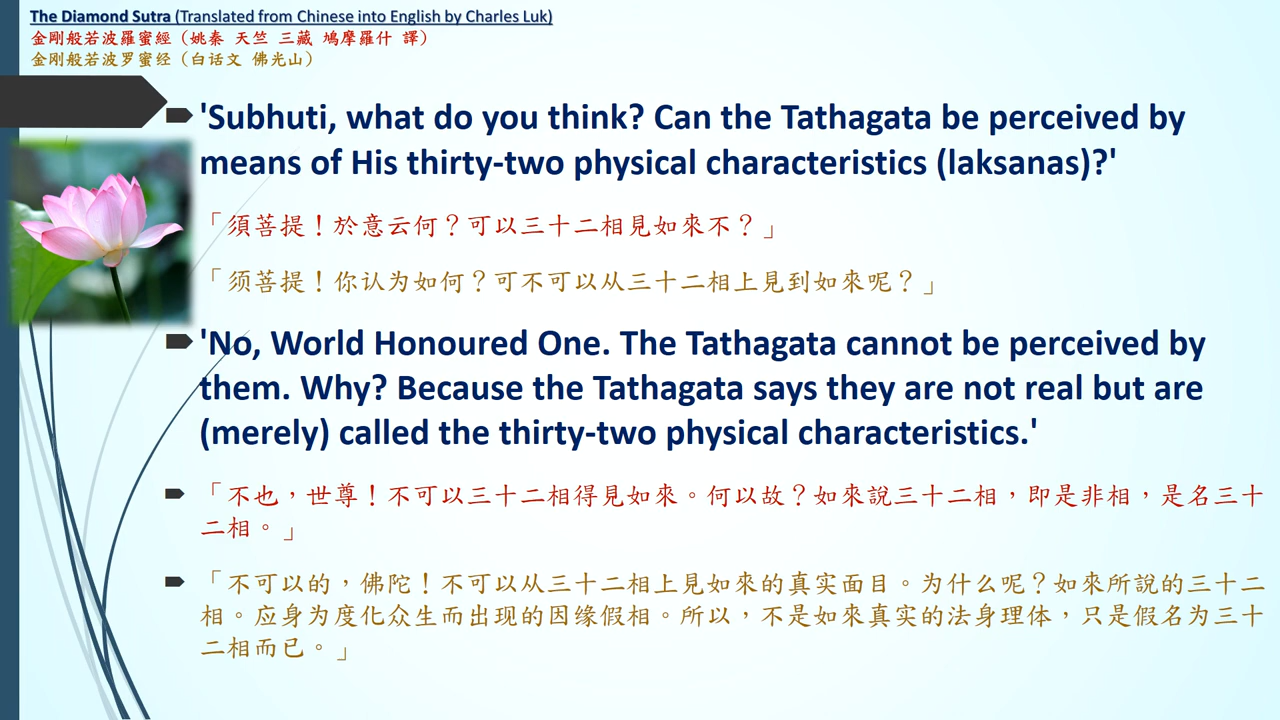 The Diamond Sutra (Translated from Chinese into English by Charles Luk)
金剛般若波羅蜜經（姚秦 天竺 三藏 鳩摩羅什 譯）
金剛般若波罗蜜经（白话文 佛光山）
'Subhuti, what do you think? Can the Tathagata be perceived by
means of His thirty-two physical characteristics (laksanas)?'
「須菩提！於意云何？可以三十二相見如來不？」
「须菩提！你认为如何？可不可以从三十二相上見到如來呢？」
'No, World Honoured One. The Tathagata cannot be perceived by
them. Why? Because the Tathagata says they are not real but are
(merely) called the thirty-two physical characteristics.'
「不也，世尊！不可以三十二相得見如來。何以故？如來說三十二相，即是非相，是名三十
二相。」
「不可以的，佛陀！不可以从三十二相上見如來的真实面目。为什么呢？如來所說的三十二
相。应身为度化众生而出现的因缘假相。所以，不是如來真实的法身理体，只是假名为三十
二相而已。」